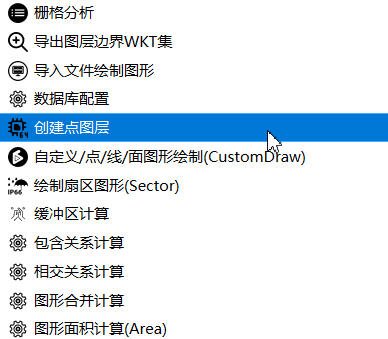 栅格分析
导出图层边界WKT集
导入文件绘制图形
数据库配置
64
创建点图层
自定义/点/线/面图形绘制(CustomDraw)
IP66
绘制扇区图形(Sector)
缓冲区计算
包含关系计算
相交关系计算
图形合并计算
图形面积计算(Area)